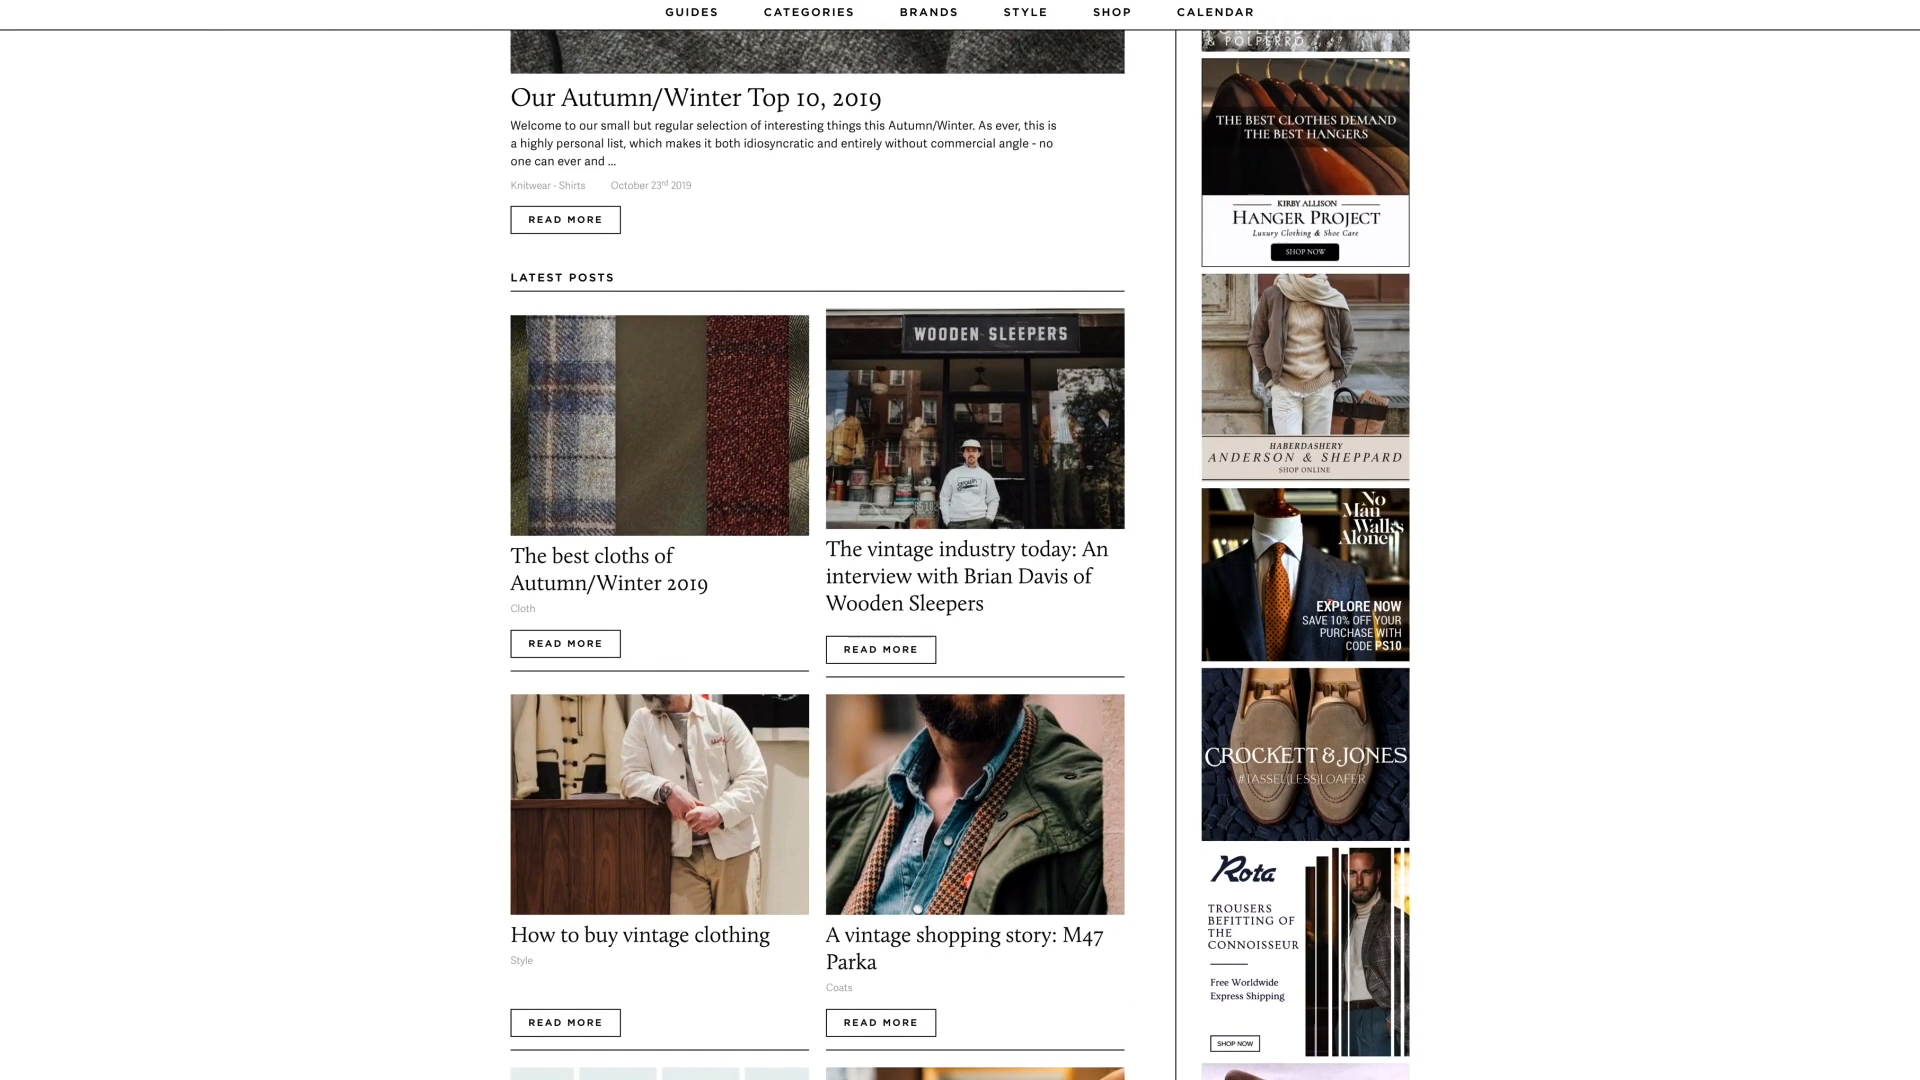 GUIDES CATEGORIES BRANDS STYLE SHOP CALENDAR
Our Autumn/Winter Top 10, 2019
Welcome to our small but regular selection of interesting things this Autumn/Winter. As ever, this is
a highly personal list, which makes it both idiosyncratic and entirely without commercial angle - no
one can ever and ...
Knitwear - Shirts October 23rd 2019
READ MORE
LATEST POSTS
WOODEN SLEEPERS
The best cloths of
Autumn/Winter 2019
Cloth
READ MORE
The vintage industry today: An
interview with Brian Davis of
Wooden Sleepers
READ MORE
How to buy vintage clothing
Style
READ MORE
A vintage shopping story: M47
Parka
Coats
READ MORE
& POLPERRO
THE BEST CLOTHES DEMAND
THE BEST HANGERS
KIRBY ALLISON
HANGER PROJECT
Luxury Clothing & Shoe Care
SHOP NOW
HABERDASHERY
ANDERSON & SHEPPARD
SHOP ONLINE
No
Man
Walks
Alone
EXPLORE NOW
SAVE 10% OFF YOUR
PURCHASE WITH
CODE PS10
CROCKETT & JONES
#TASSEL(LESS)LOAFER
Rota
TROUSERS
BEFITTING OF
THE
CONNOISSEUR
Free Worldwide
Express Shipping
SHOP NOW